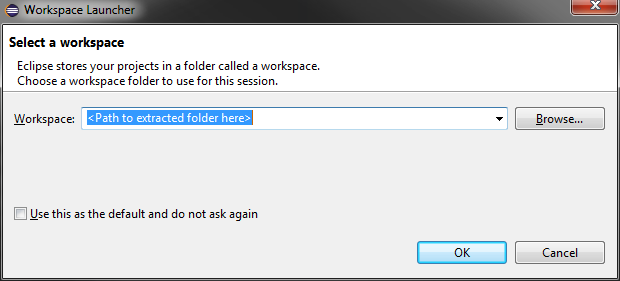 Workspace Launcher
Select a workspace
Eclipse stores your projects in a folder called a workspace.
Choose a workspace folder to use for this session.
Workspace: <Path to extracted folder here> Browse...
Use this as the default and do not ask again
OK Cancel